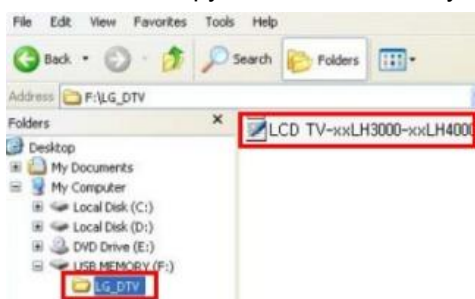 File Edit View Favorites Tools Help
Back Search Folders
Address F:\LG_DTV
Folders x
LCD TV-xxLH3000-xxLH4000
Desktop
My Documents
My Computer
Local Disk (C:)
Local Disk (D:)
DVD Drive (E:)
USB MEMORY (F:)
LG_DTV